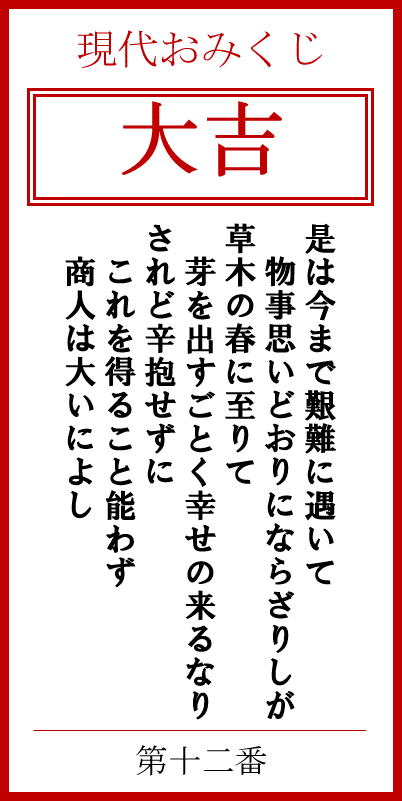 現代おみくじ
大吉
是は今まで艱難に遇いて
物事思いどおりにならざりしが
草木の春に至りて
芽を出すごとく幸せの来るなり
されど辛抱せずに
これを得ること能わず
商人は大いによし
第十二番